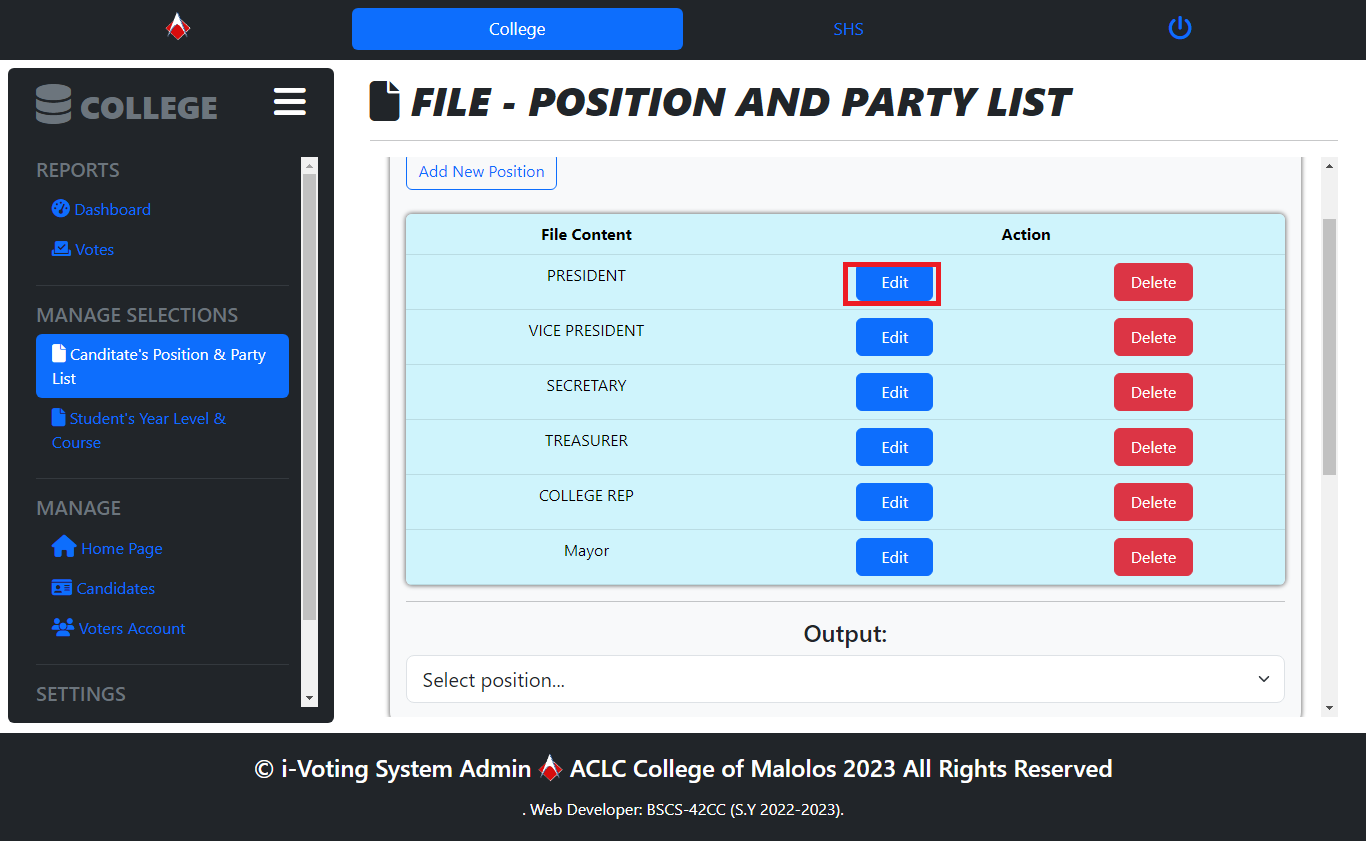 College
SHS
COLLEGE
REPORTS
Dashboard
Votes
MANAGE SELECTIONS
Canditate's Position & Party
List
Student's Year Level &
Course
MANAGE
Home Page
Candidates
Voters Account
SETTINGS
FILE - POSITION AND PARTY LIST
Add New Position
File Content Action
PRESIDENT Edit Delete
VICE PRESIDENT Edit Delete
SECRETARY Edit Delete
TREASURER Edit Delete
COLLEGE REP Edit Delete
Mayor Edit Delete
Output:
Select position...
© i-Voting System Admin ACLC College of Malolos 2023 All Rights Reserved
. Web Developer: BSCS-42CC (S.Y 2022-2023).